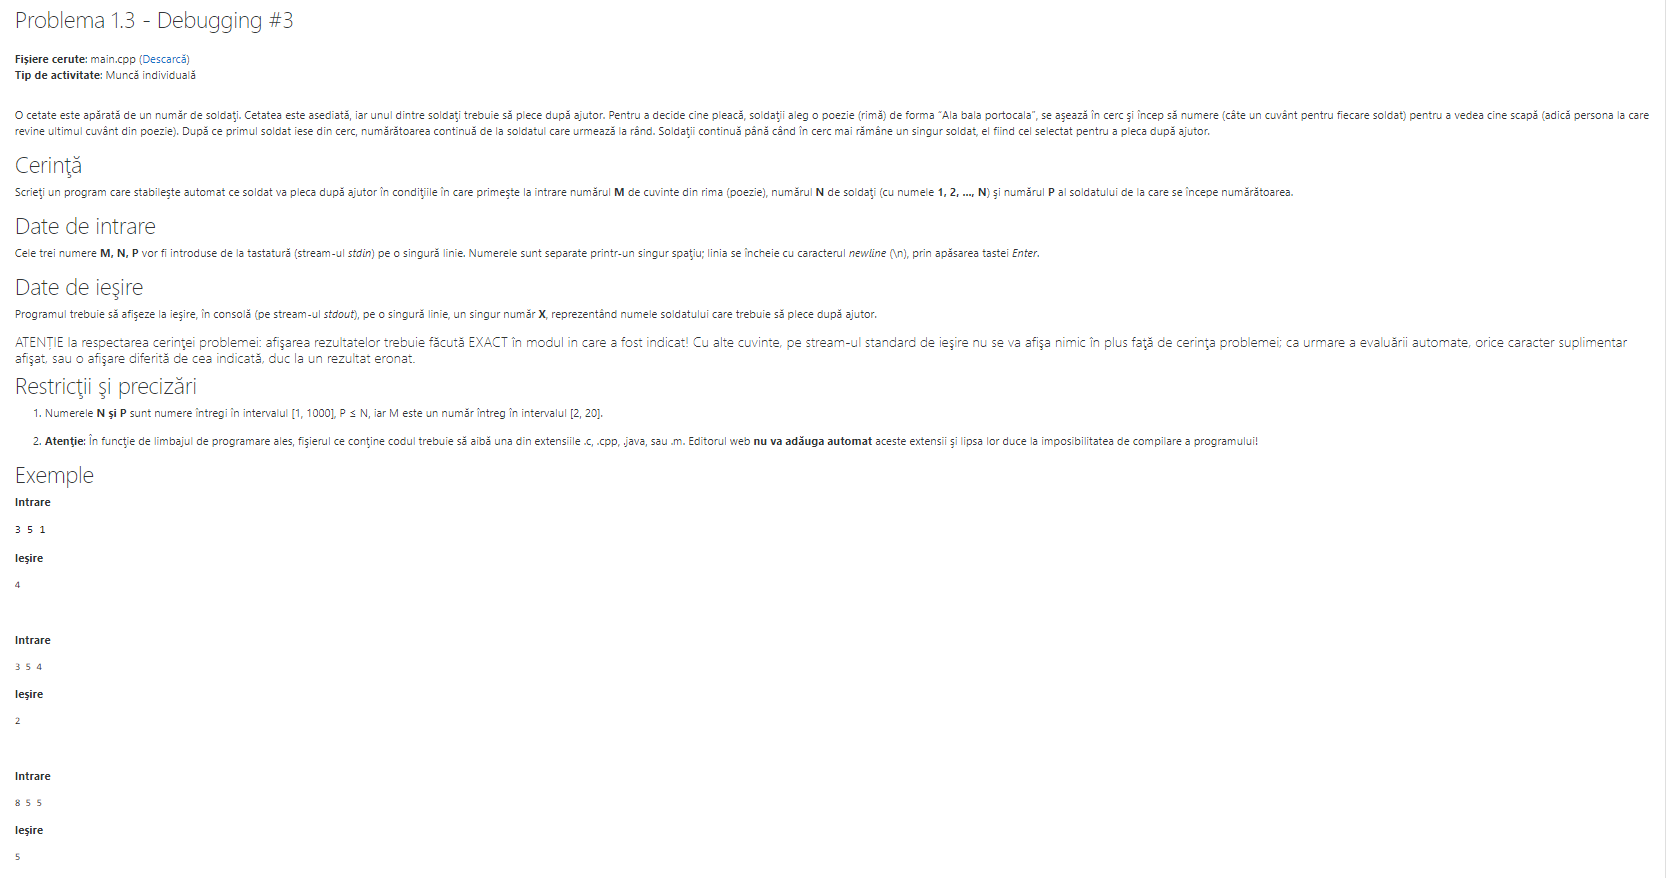 Problema 1.3 - Debugging #3
Fişiere cerute: main.cpp (Descarcă)
Tip de activitate: Muncă individuală
O cetate este apărată de un număr de soldaţi. Cetatea este asediată, iar unul dintre soldaţi trebuie să plece după ajutor. Pentru a decide cine pleacă, soldaţii aleg o poezie (rimă) de forma "Ala bala portocala", se aşează în cerc şi încep să numere (câte un cuvânt pentru fiecare soldat) pentru a vedea cine scapă (adică persona la care
revine ultimul cuvânt din poezie). După ce primul soldat iese din cerc, numărătoarea continuă de la soldatul care urmează la rând. Soldaţii continuă până când în cerc mai rămâne un singur soldat, el fiind cel selectat pentru a pleca după ajutor.
Cerinţă
Scrieţi un program care stabileşte automat ce soldat va pleca după ajutor în condiţiile în care primeşte la intrare numărul M de cuvinte din rima (poezie), numărul N de soldaţi (cu numele 1, 2, ..., N) şi numărul P al soldatului de la care se începe numărătoarea.
Date de intrare
Cele trei numere M, N, P vor fi introduse de la tastatură (stream-ul stdin) pe o singură linie. Numerele sunt separate printr-un singur spaţiu; linia se încheie cu caracterul newline (\n), prin apăsarea tastei Enter.
Date de ieşire
Programul trebuie să afişeze la ieşire, în consolă (pe stream-ul stdout), pe o singură linie, un singur număr X, reprezentând numele soldatului care trebuie să plece după ajutor.
ATENȚIE la respectarea cerinţei problemei: afişarea rezultatelor trebuie făcută EXACT în modul in care a fost indicat! Cu alte cuvinte, pe stream-ul standard de ieşire nu se va afişa nimic în plus faţă de cerinţa problemei; ca urmare a evaluării automate, orice caracter suplimentar
afişat, sau o afişare diferită de cea indicată, duc la un rezultat eronat.
Restricţii şi precizări
1. Numerele N şi P sunt numere întregi în intervalul [1, 1000], P ≤ N, iar M este un număr întreg în intervalul [2, 20].
2. Atenţie: În funcţie de limbajul de programare ales, fişierul ce conţine codul trebuie să aibă una din extensiile .c, .cpp, .java, sau .m. Editorul web nu va adăuga automat aceste extensii şi lipsa lor duce la imposibilitatea de compilare a programului!
Exemple
Intrare
3 5 1
Ieşire
4
Intrare
3 5 4
Ieşire
2
Intrare
8 5 5
Ieşire
5